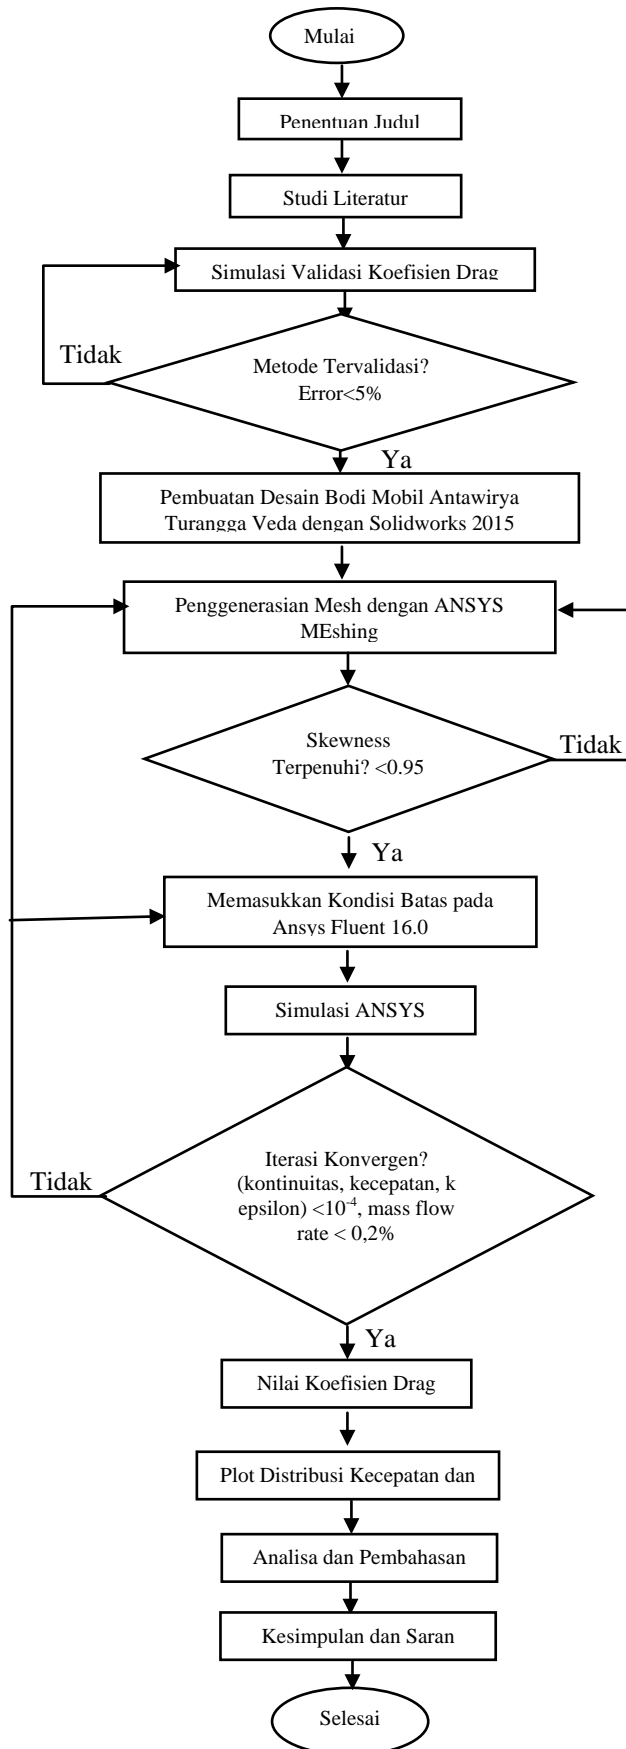 Mulai
Penentuan Judul
Studi Literatur
Simulasi Validasi Koefisien Drag
Tidak
Metode Tervalidasi?
Error<5%
Ya
Pembuatan Desain Bodi Mobil Antawirya
Turangga Veda dengan Solidworks 2015
Penggenerasian Mesh dengan ANSYS
MEshing
Skewness
Terpenuhi? <0.95
Tidak
Ya
Memasukkan Kondisi Batas pada
Ansys Fluent 16.0
Simulasi ANSYS
Tidak
Iterasi Konvergen?
(kontinuitas, kecepatan, k
epsilon) <10⁻⁴, mass flow
rate < 0,2%
Ya
Nilai Koefisien Drag
Plot Distribusi Kecepatan dan
Analisa dan Pembahasan
Kesimpulan dan Saran
Selesai